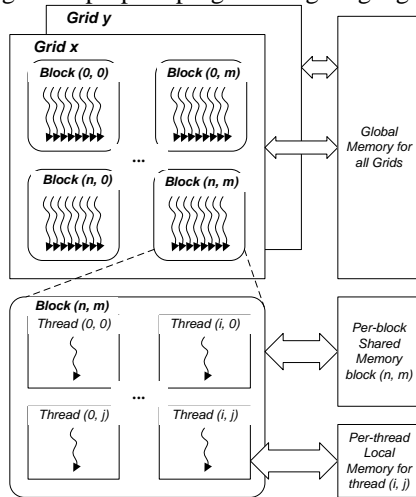 Grid y
Grid x
Block (0, 0)
Block (0, m)
...
Block (n, 0)
Block (n, m)
Global
Memory for
all Grids
Block (n, m)
Thread (0, 0)
Thread (i, 0)
...
Thread (0, j)
Thread (i, j)
Per-block
Shared
Memory
block (n, m)
Per-thread
Local
Memory for
thread (i, j)